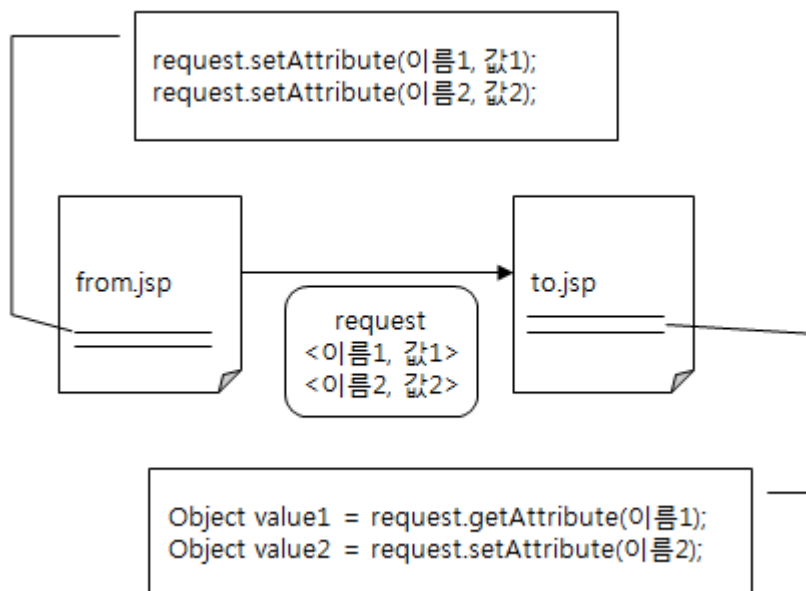 request.setAttribute(이름1, 값1);
request.setAttribute(이름2, 값2);
from.jsp
to.jsp
request
<이름1, 값1>
<이름2, 값2>
Object value1 = request.getAttribute(이름1);
Object value2 = request.setAttribute(이름2);